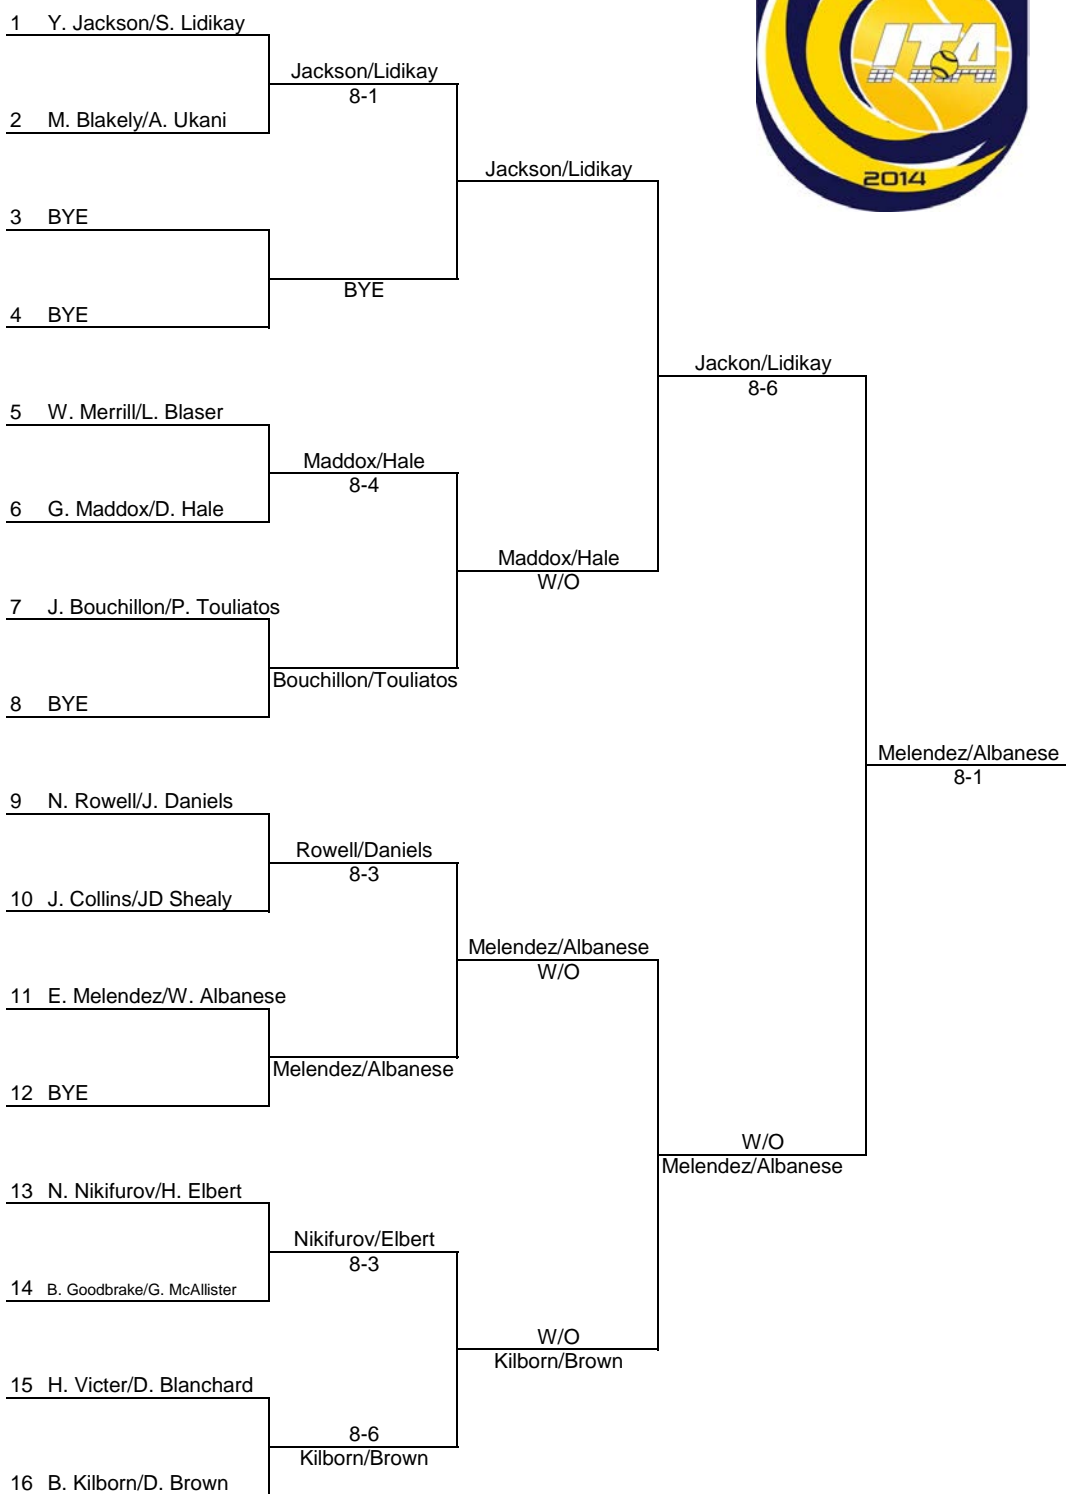 1 Y. Jackson/S. Lidikay
Jackson/Lidikay
8-1
2 M. Blakely/A. Ukani
ITA
2014
Jackson/Lidikay
3 BYE
BYE
4 BYE
Jackon/Lidikay
8-6
5 W. Merrill/L. Blaser
Maddox/Hale
8-4
6 G. Maddox/D. Hale
Maddox/Hale
W/O
7 J. Bouchillon/P. Touliatos
Bouchillon/Touliatos
8 BYE
Melendez/Albanese
8-1
9 N. Rowell/J. Daniels
Rowell/Daniels
8-3
10 J. Collins/JD Shealy
Melendez/Albanese
W/O
11 E. Melendez/W. Albanese
Melendez/Albanese
12 BYE
W/O
Melendez/Albanese
13 N. Nikifurov/H. Elbert
Nikifurov/Elbert
8-3
14 B. Goodbrake/G. McAllister
W/O
Kilborn/Brown
15 H. Victer/D. Blanchard
8-6
Kilborn/Brown
16 B. Kilborn/D. Brown